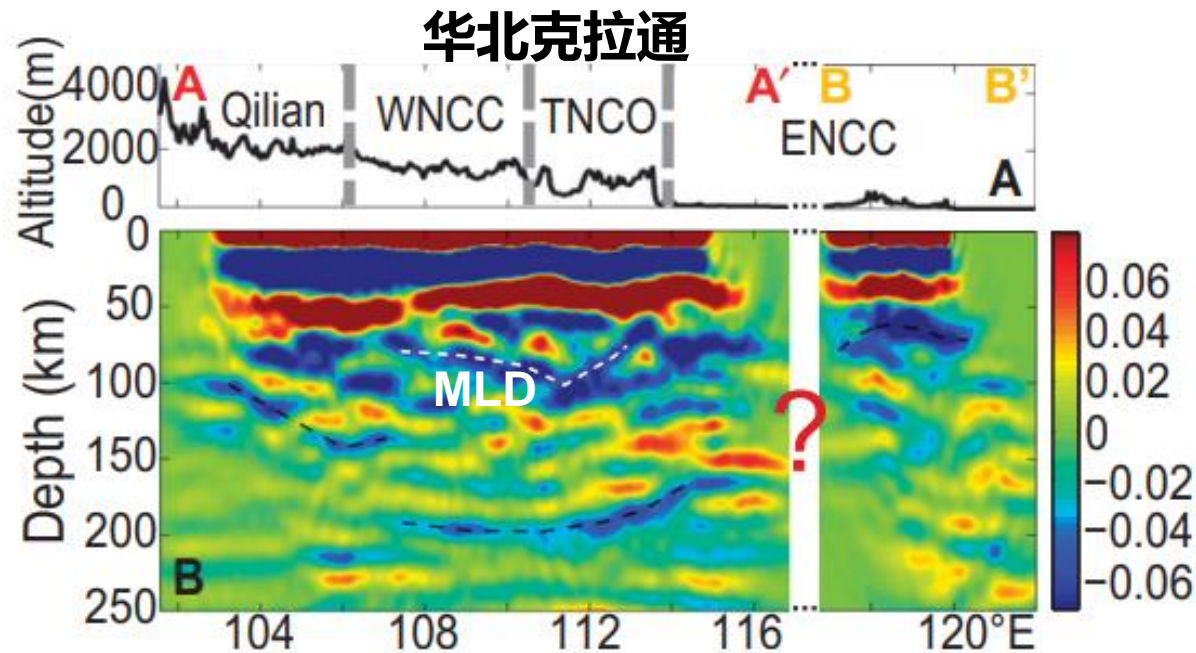 华北克拉通
Altitude(m)
4000
2000
0
A
Qilian
WNCC
TNCO
A′
B
B’
ENCC
A
Depth (km)
0
50
100
150
200
250
MLD
?
B
104
108
112
116
120°E
0.06
0.04
0.02
0
−0.02
−0.04
−0.06